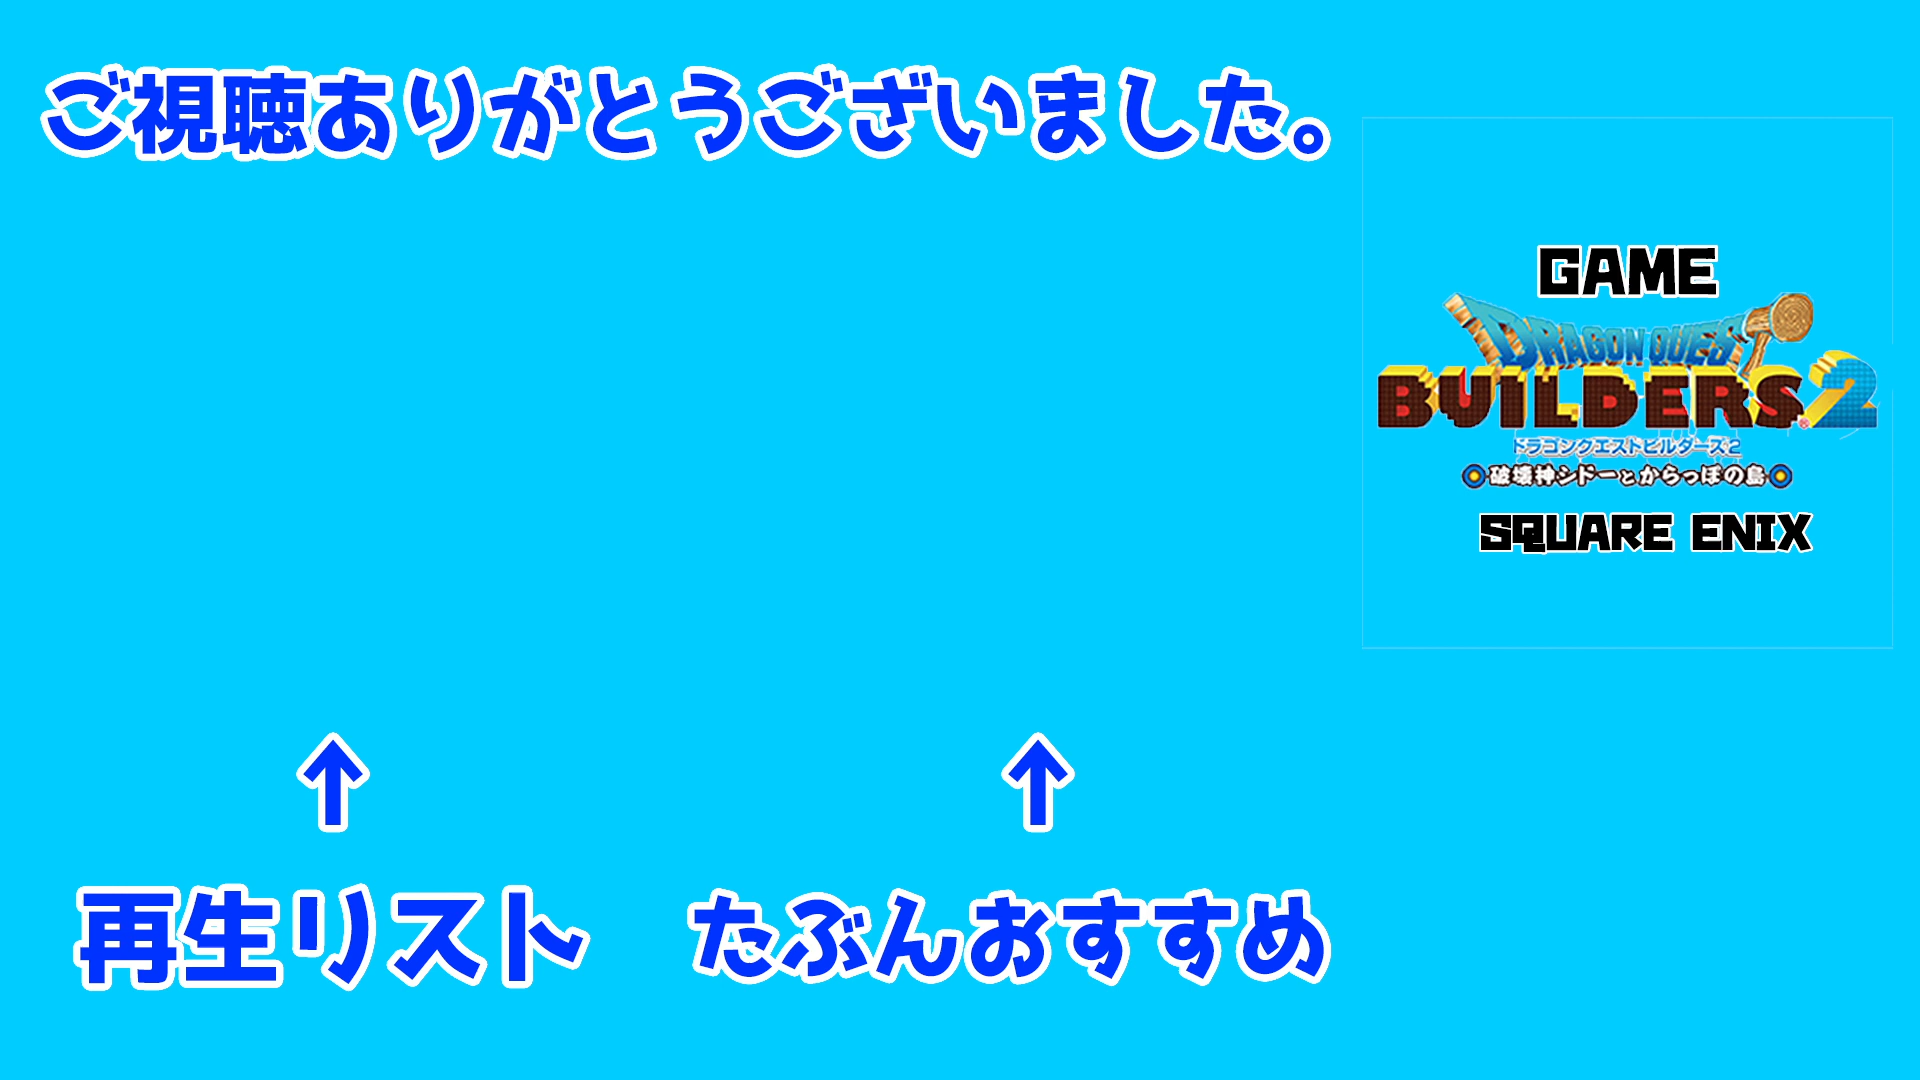 ご視聴ありがとうございました。
GAME
DRAGON QUEST
BUILDERS 2
ドラゴンクエストビルダーズ2
破壊神シドーとからっぽの島
SQUARE ENIX
↑ ↑
再生リスト たぶんおすすめ